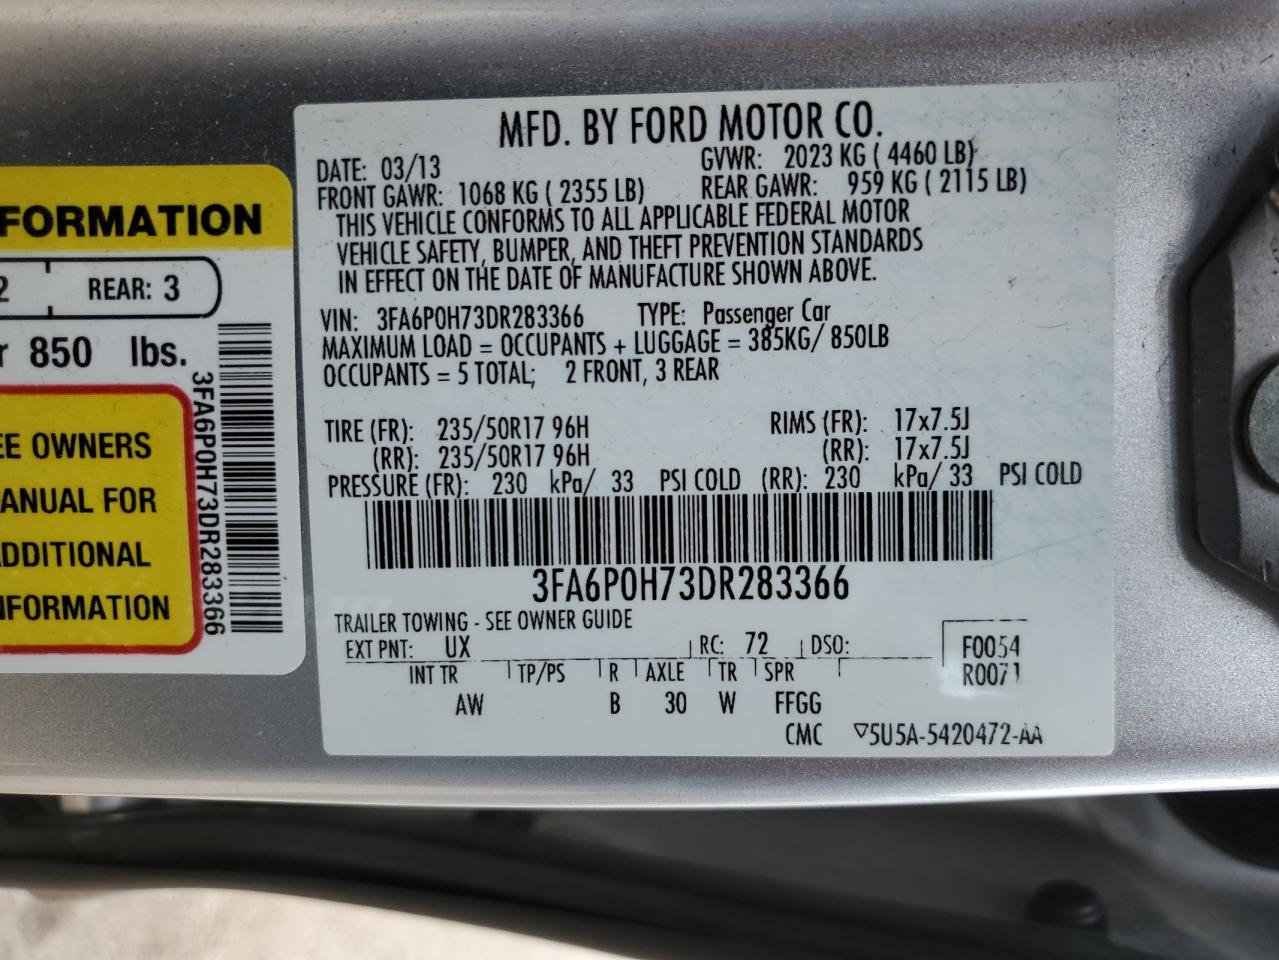 FORMATION
2 REAR: 3
850 lbs.
3FA6P0H73DR283366
OWNERS
FOR
INFORMATION
MFD. BY FORD MOTOR CO.
DATE: 03/13 GVWR: 2023 KG ( 4460 LB)
FRONT GAWR: 1068 KG ( 2355 LB) REAR GAWR: 959 KG ( 2115 LB)
THIS VEHICLE CONFORMS TO ALL APPLICABLE FEDERAL MOTOR
VEHICLE SAFETY, BUMPER, AND THEFT PREVENTION STANDARDS
IN EFFECT ON THE DATE OF MANUFACTURE SHOWN ABOVE.
VIN: 3FA6P0H73DR283366 TYPE: Passenger Car
MAXIMUM LOAD = OCCUPANTS + LUGGAGE = 385KG/ 850LB
OCCUPANTS = 5 TOTAL; 2 FRONT, 3 REAR
TIRE (FR): 235/50R17 96H RIMS (FR): 17x7.5J
(RR): 235/50R17 96H (RR): 17x7.5J
PRESSURE (FR): 230 kPa/ 33 PSI COLD (RR): 230 kPa/ 33 PSI COLD
3FA6P0H73DR283366
TRAILER TOWING - SEE OWNER GUIDE
EXT PNT: UX RC: 72 DSO: F0054
R0071
INT TR TP/PS R AXLE TR SPR
AW B 30 W FFGG
CMC ▽5U5A-5420472-AA